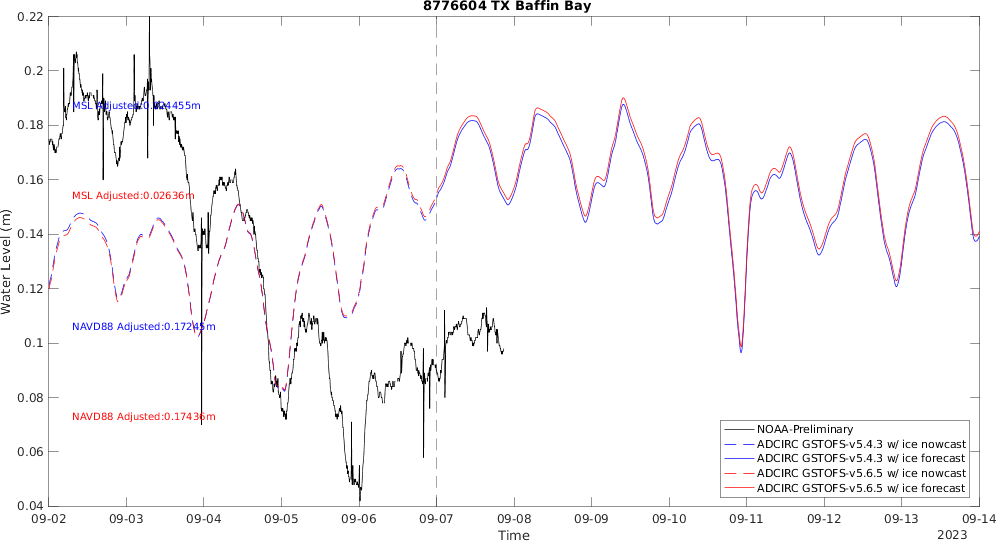 8776604 TX Baffin Bay
0.22
0.2
0.18
0.16
0.14
0.12
0.1
0.08
0.06
0.04
Water Level (m)
MSL Adjusted:0.024455m
MSL Adjusted:0.02636m
NAVD88 Adjusted:0.17245m
NAVD88 Adjusted:0.17436m
NOAA-Preliminary
ADCIRC GSTOFS-v5.4.3 w/ ice nowcast
ADCIRC GSTOFS-v5.4.3 w/ ice forecast
ADCIRC GSTOFS-v5.6.5 w/ ice nowcast
ADCIRC GSTOFS-v5.6.5 w/ ice forecast
09-02 09-03 09-04 09-05 09-06 09-07 09-08 09-09 09-10 09-11 09-12 09-13 09-14
Time
2023